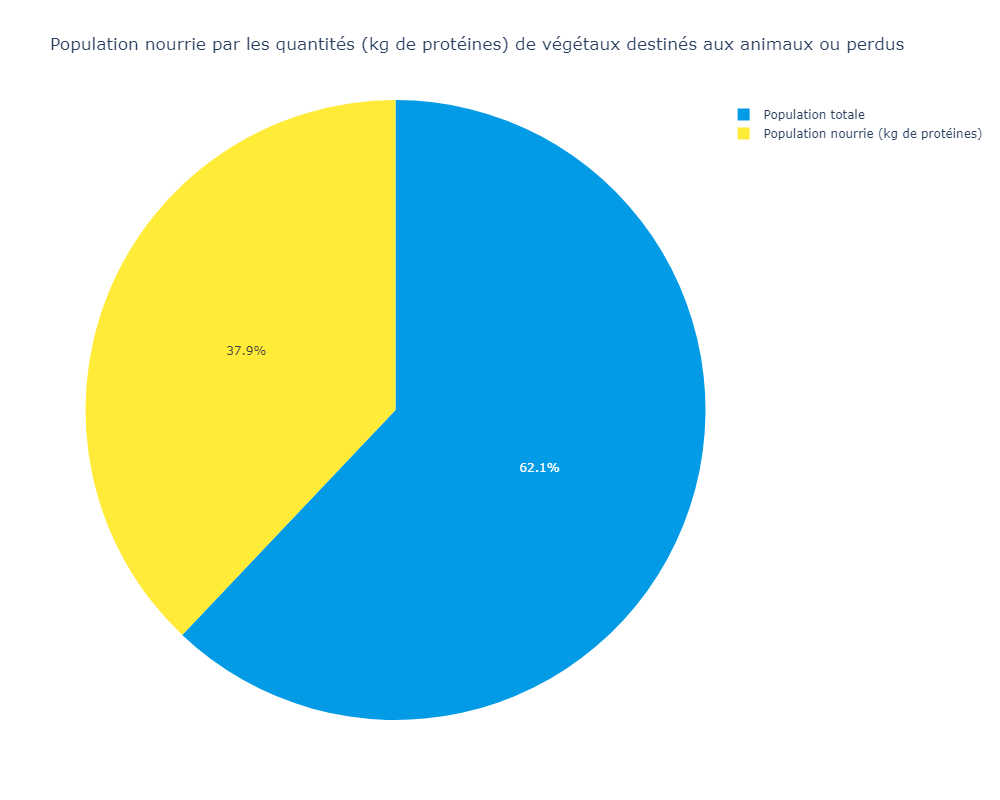 Population nourrie par les quantités (kg de protéines) de végétaux destinés aux animaux ou perdus
Population totale
Population nourrie (kg de protéines)
37.9%
62.1%